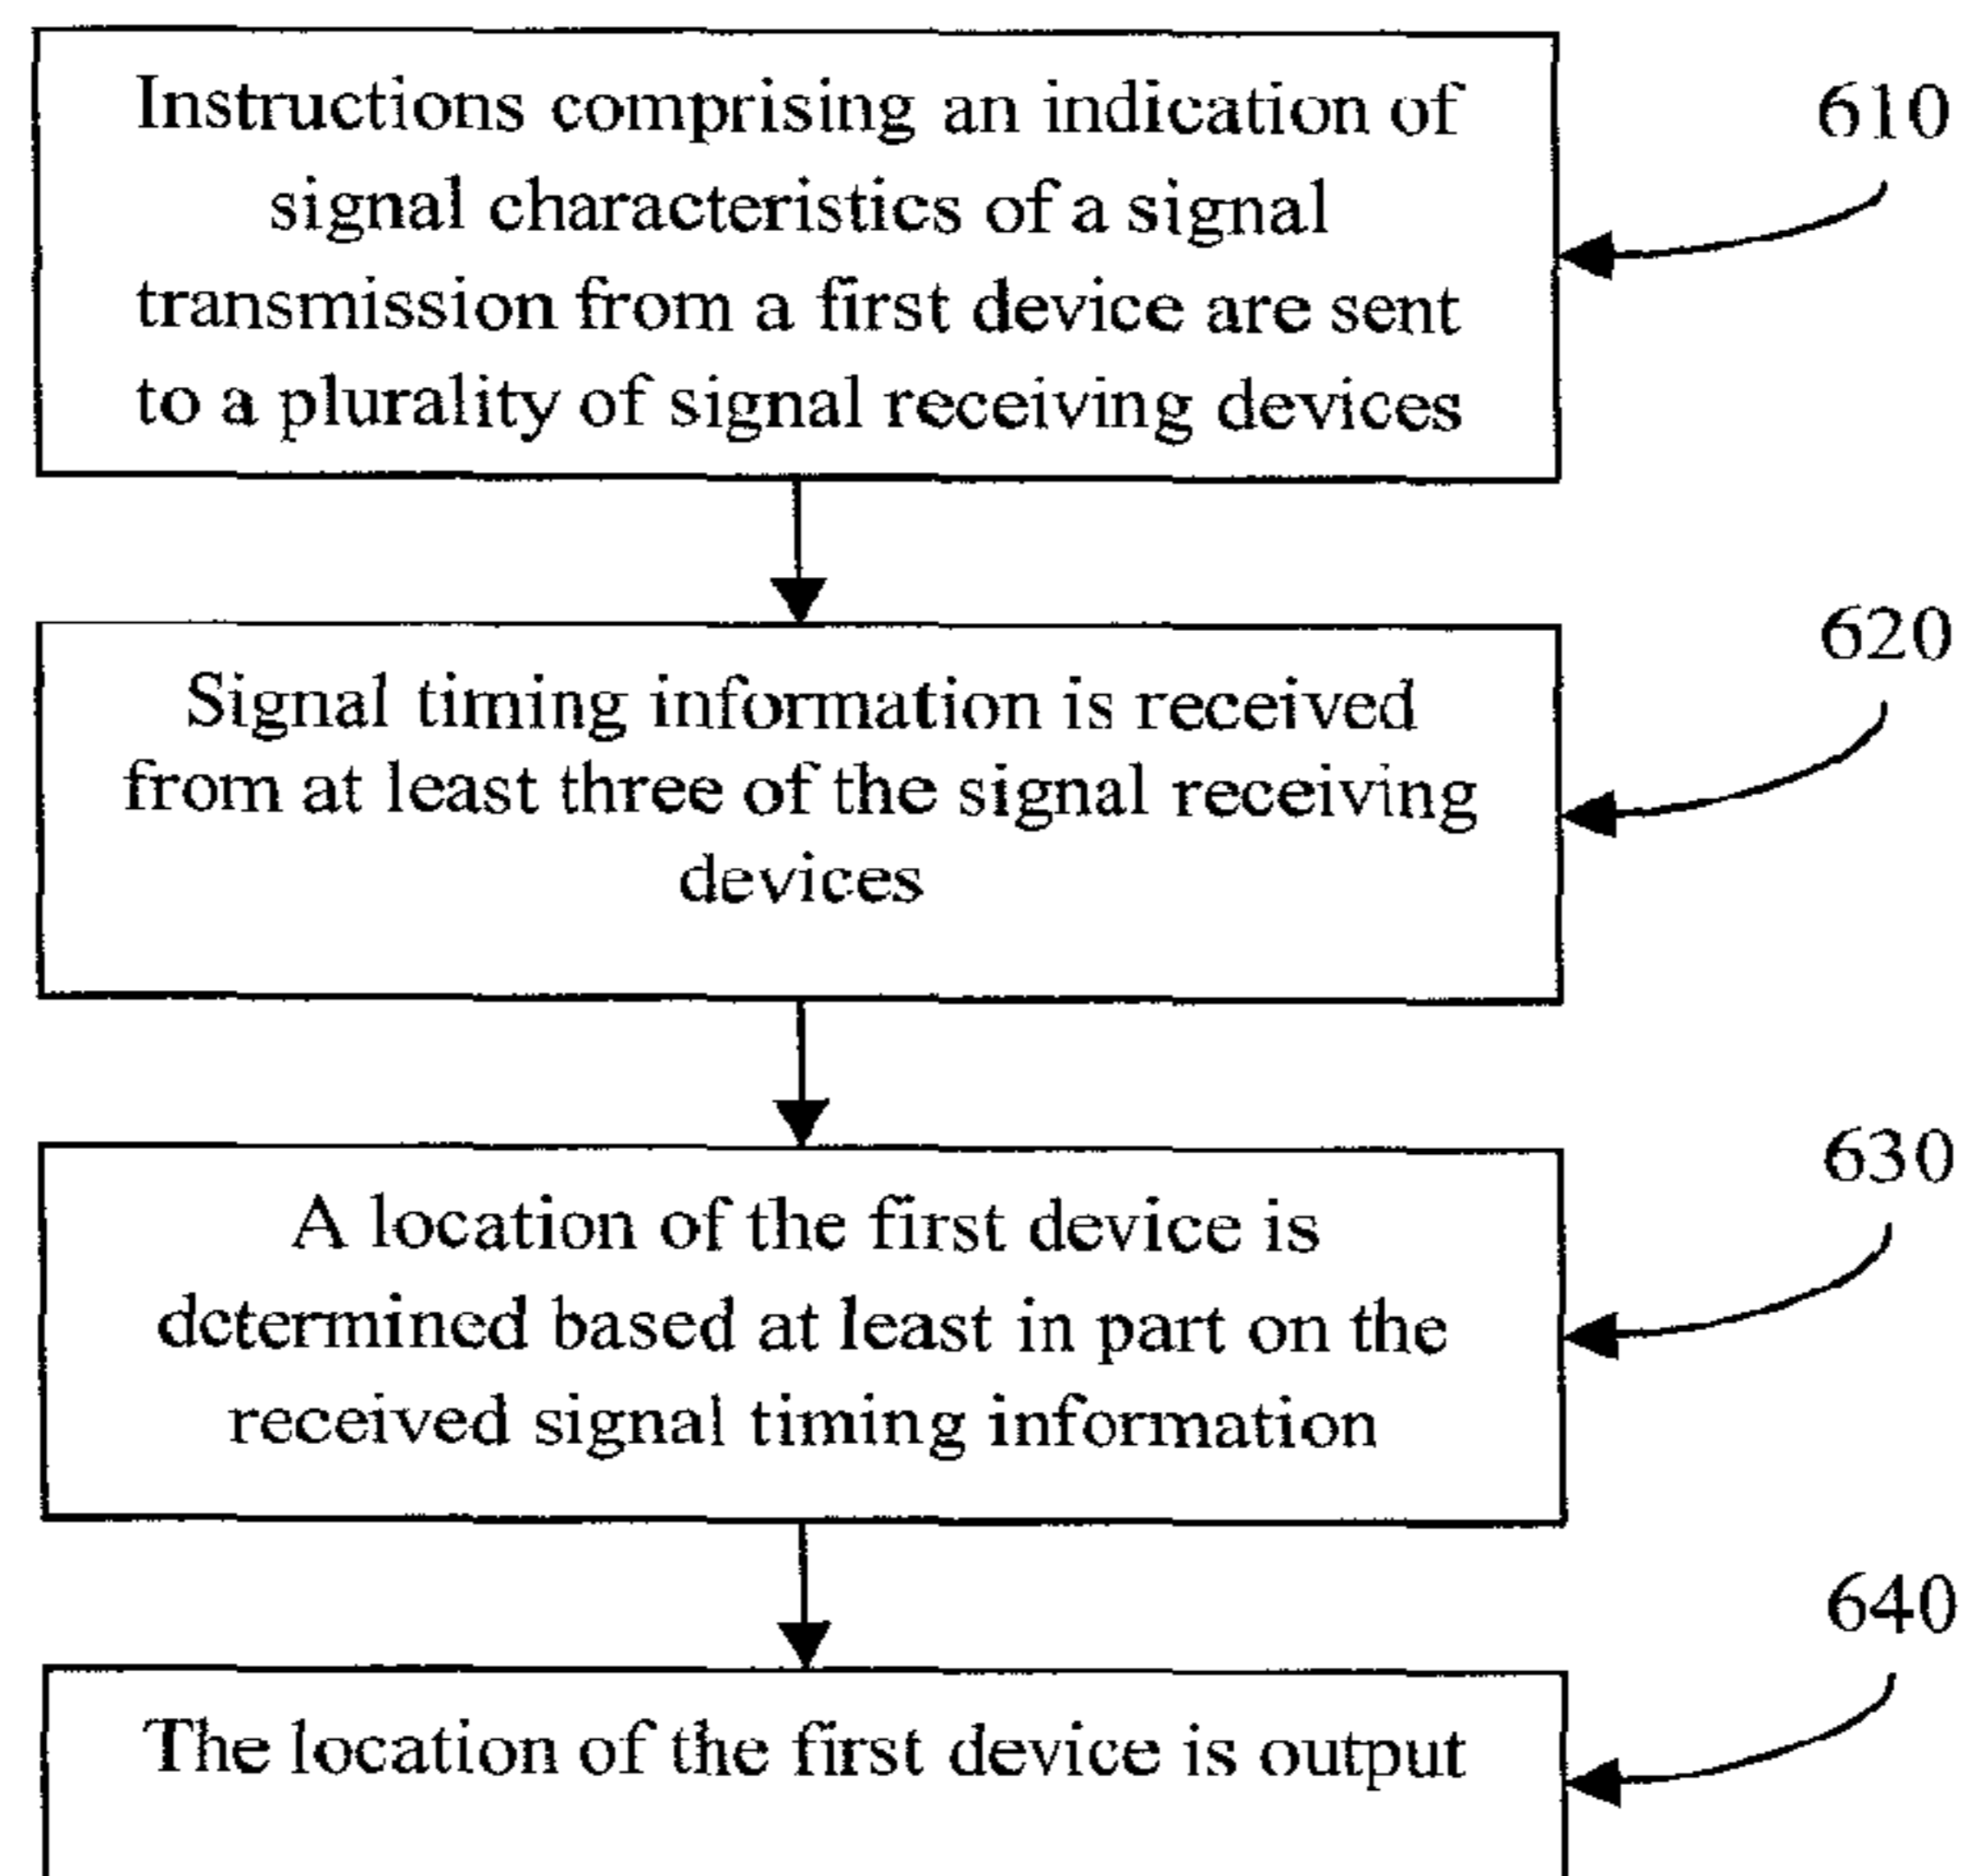 Instructions comprising an indication of
signal characteristics of a signal
transmission from a first device are sent
to a plurality of signal receiving devices
610
Signal timing information is received
from at least three of the signal receiving
devices
620
A location of the first device is
determined based at least in part on the
received signal timing information
630
The location of the first device is output
640